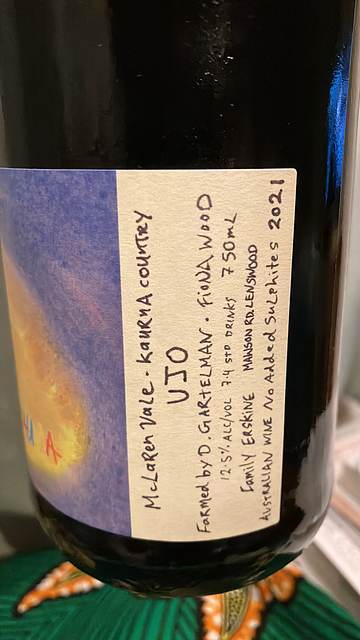 McLaren Vale · Kaurna Country
UJO
Farmed by D. Gartelman · Fiona Wood
12.5% ALC/VOL 7.4 STD DRINKS 750mL
Family Erskine Mawson Rd. Lenswood
Australian Wine No Added Sulphites 2021